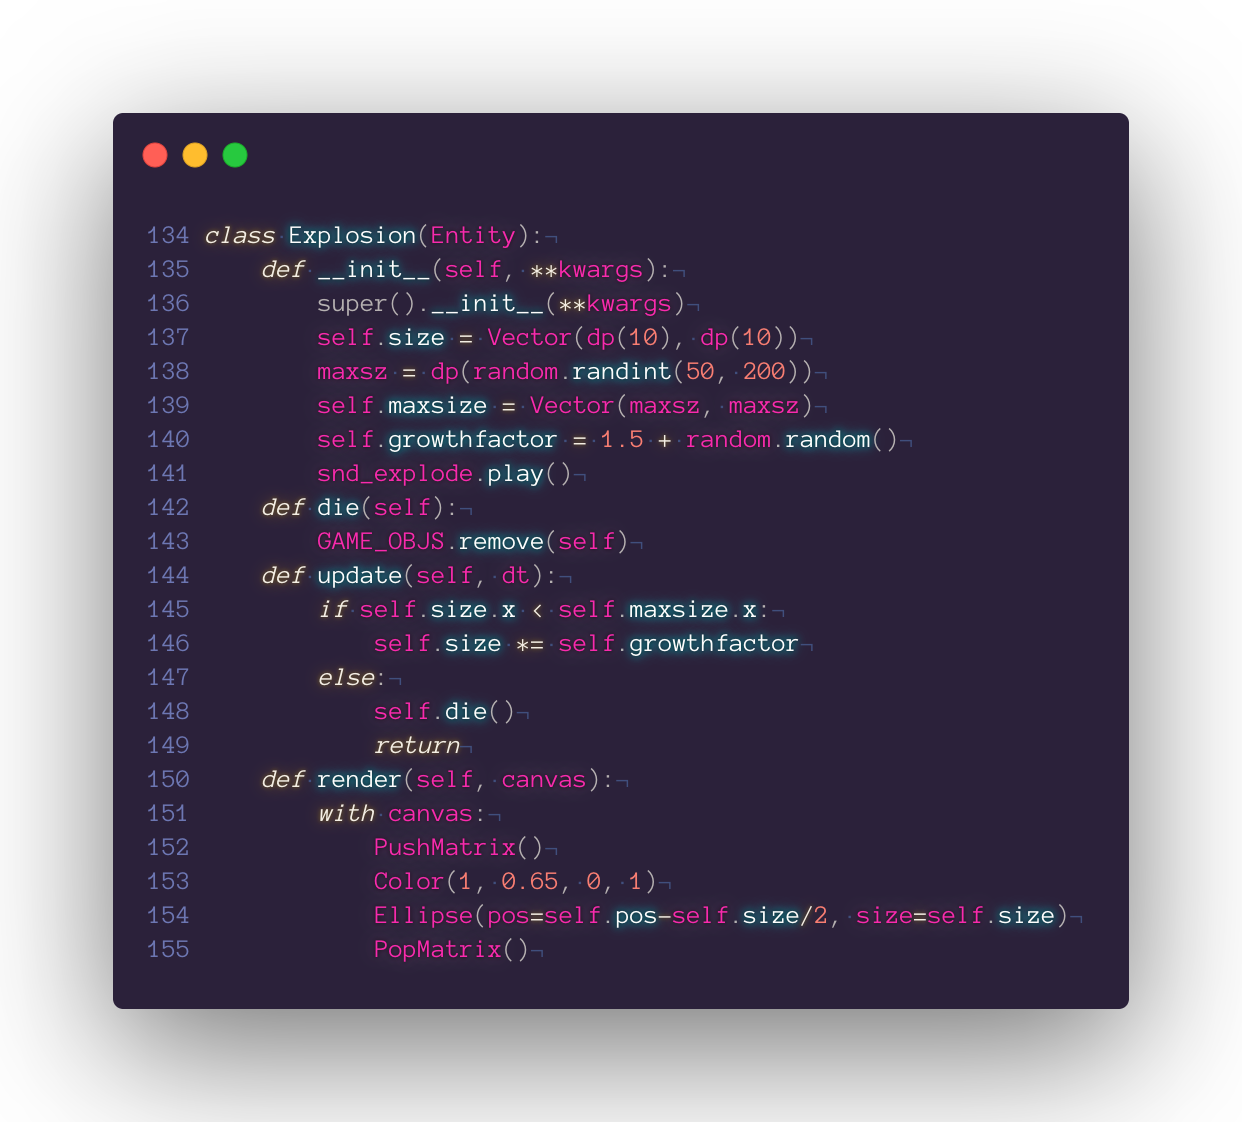 134 class Explosion(Entity):¬
135     def·__init__(self,·**kwargs):¬
136         super().__init__(**kwargs)¬
137         self.size·=·Vector(dp(10),·dp(10))¬
138         maxsz·=·dp(random.randint(50,·200))¬
139         self.maxsize·=·Vector(maxsz,·maxsz)¬
140         self.growthfactor·=·1.5·+·random.random()¬
141         snd_explode.play()¬
142     def·die(self):¬
143         GAME_OBJS.remove(self)¬
144     def·update(self,·dt):¬
145         if·self.size.x·<·self.maxsize.x:¬
146             self.size·*=·self.growthfactor¬
147         else:¬
148             self.die()¬
149             return¬
150     def·render(self,·canvas):¬
151         with·canvas:¬
152             PushMatrix()¬
153             Color(1,·0.65,·0,·1)¬
154             Ellipse(pos=self.pos-self.size/2,·size=self.size)¬
155             PopMatrix()¬